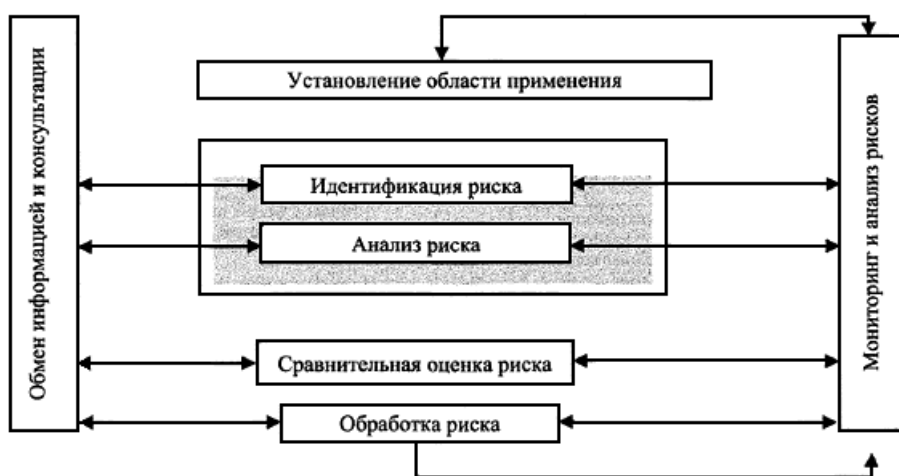 Обмен информацией и консультации
Установление области применения
Идентификация риска
Анализ риска
Сравнительная оценка риска
Обработка риска
Мониторинг и анализ рисков